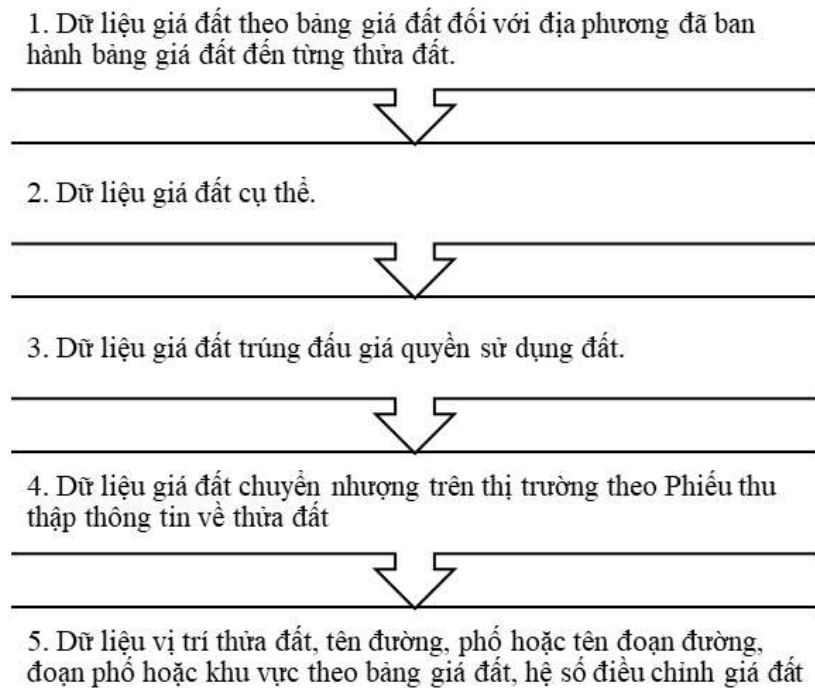 1. Dữ liệu giá đất theo bảng giá đất đối với địa phương đã ban
hành bảng giá đất đến từng thửa đất.
2. Dữ liệu giá đất cụ thể.
3. Dữ liệu giá đất trúng đấu giá quyền sử dụng đất.
4. Dữ liệu giá đất chuyển nhượng trên thị trường theo Phiếu thu
thập thông tin về thửa đất
5. Dữ liệu vị trí thửa đất, tên đường, phố hoặc tên đoạn đường,
đoạn phố hoặc khu vực theo bảng giá đất, hệ số điều chỉnh giá đất